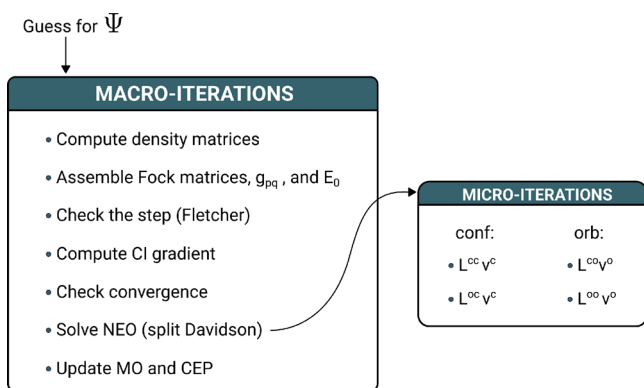 Guess for Ψ
MACRO-ITERATIONS
• Compute density matrices
• Assemble Fock matrices, g_pq , and E_0
• Check the step (Fletcher)
• Compute CI gradient
• Check convergence
• Solve NEO (split Davidson)
• Update MO and CEP
MICRO-ITERATIONS
conf: orb:
• L^cc v^c • L^co v^o
• L^oc v^c • L^oo v^o